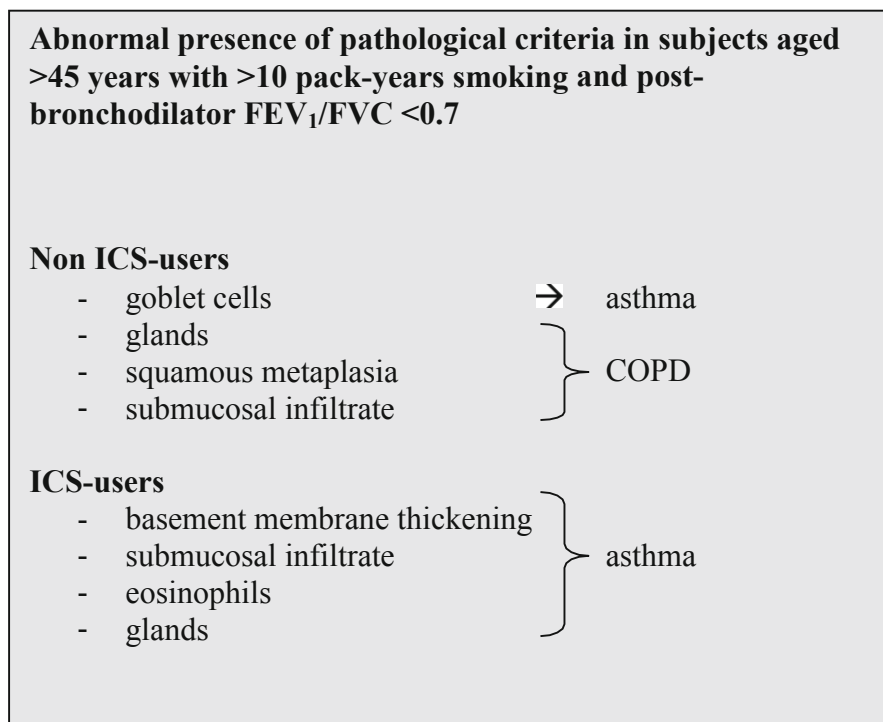 Abnormal presence of pathological criteria in subjects aged
>45 years with >10 pack-years smoking and post-
bronchodilator FEV₁/FVC <0.7
Non ICS-users
- goblet cells → asthma
- glands
- squamous metaplasia COPD
- submucosal infiltrate
ICS-users
- basement membrane thickening
- submucosal infiltrate asthma
- eosinophils
- glands